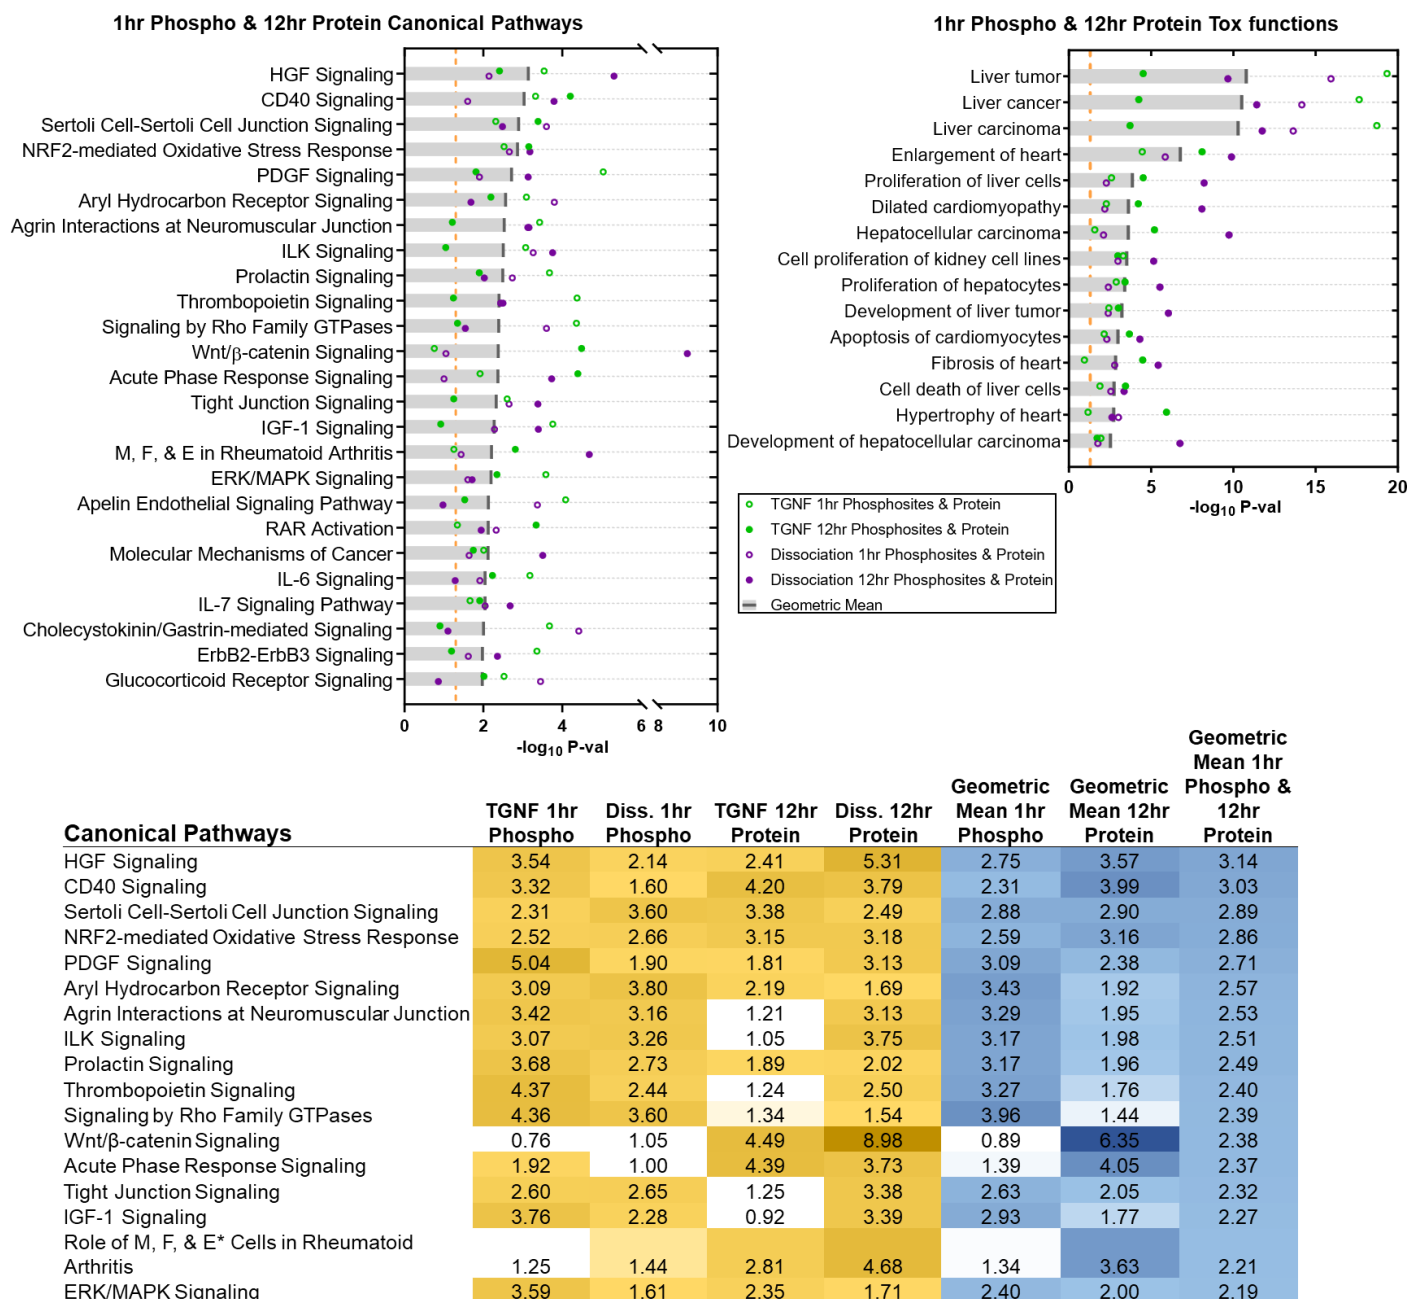 1hr Phospho & 12hr Protein Canonical Pathways
HGF Signaling
CD40 Signaling
Sertoli Cell-Sertoli Cell Junction Signaling
NRF2-mediated Oxidative Stress Response
PDGF Signaling
Aryl Hydrocarbon Receptor Signaling
Agrin Interactions at Neuromuscular Junction
ILK Signaling
Prolactin Signaling
Thrombopoietin Signaling
Signaling by Rho Family GTPases
Wnt/β-catenin Signaling
Acute Phase Response Signaling
Tight Junction Signaling
IGF-1 Signaling
M, F, & E in Rheumatoid Arthritis
ERK/MAPK Signaling
Apelin Endothelial Signaling Pathway
RAR Activation
Molecular Mechanisms of Cancer
IL-6 Signaling
IL-7 Signaling Pathway
Cholecystokinin/Gastrin-mediated Signaling
ErbB2-ErbB3 Signaling
Glucocorticoid Receptor Signaling
0 2 4 6 8 10
-log10 P-val
1hr Phospho & 12hr Protein Tox functions
Liver tumor
Liver cancer
Liver carcinoma
Enlargement of heart
Proliferation of liver cells
Dilated cardiomyopathy
Hepatocellular carcinoma
Cell proliferation of kidney cell lines
Proliferation of hepatocytes
Development of liver tumor
Apoptosis of cardiomyocytes
Fibrosis of heart
Cell death of liver cells
Hypertrophy of heart
Development of hepatocellular carcinoma
0 5 10 15 20
-log10 P-val
TGNF 1hr Phosphosites & Protein
TGNF 12hr Phosphosites & Protein
Dissociation 1hr Phosphosites & Protein
Dissociation 12hr Phosphosites & Protein
Geometric Mean
Geometric
Mean 1hr
Geometric Geometric Phospho &
TGNF 1hr Diss. 1hr TGNF 12hr Diss. 12hr Mean 1hr Mean 12hr 12hr
Canonical Pathways Phospho Phospho Protein Protein Phospho Protein Protein
HGF Signaling 3.54 2.14 2.41 5.31 2.75 3.57 3.14
CD40 Signaling 3.32 1.60 4.20 3.79 2.31 3.99 3.03
Sertoli Cell-Sertoli Cell Junction Signaling 2.31 3.60 3.38 2.49 2.88 2.90 2.89
NRF2-mediated Oxidative Stress Response 2.52 2.66 3.15 3.18 2.59 3.16 2.86
PDGF Signaling 5.04 1.90 1.81 3.13 3.09 2.38 2.71
Aryl Hydrocarbon Receptor Signaling 3.09 3.80 2.19 1.69 3.43 1.92 2.57
Agrin Interactions at Neuromuscular Junction 3.42 3.16 1.21 3.13 3.29 1.95 2.53
ILK Signaling 3.07 3.26 1.05 3.75 3.17 1.98 2.51
Prolactin Signaling 3.68 2.73 1.89 2.02 3.17 1.96 2.49
Thrombopoietin Signaling 4.37 2.44 1.24 2.50 3.27 1.76 2.40
Signaling by Rho Family GTPases 4.36 3.60 1.34 1.54 3.96 1.44 2.39
Wnt/β-catenin Signaling 0.76 1.05 4.49 8.98 0.89 6.35 2.38
Acute Phase Response Signaling 1.92 1.00 4.39 3.73 1.39 4.05 2.37
Tight Junction Signaling 2.60 2.65 1.25 3.38 2.63 2.05 2.32
IGF-1 Signaling 3.76 2.28 0.92 3.39 2.93 1.77 2.27
Role of M, F, & E* Cells in Rheumatoid
Arthritis 1.25 1.44 2.81 4.68 1.34 3.63 2.21
ERK/MAPK Signaling 3.59 1.61 2.35 1.71 2.40 2.00 2.19